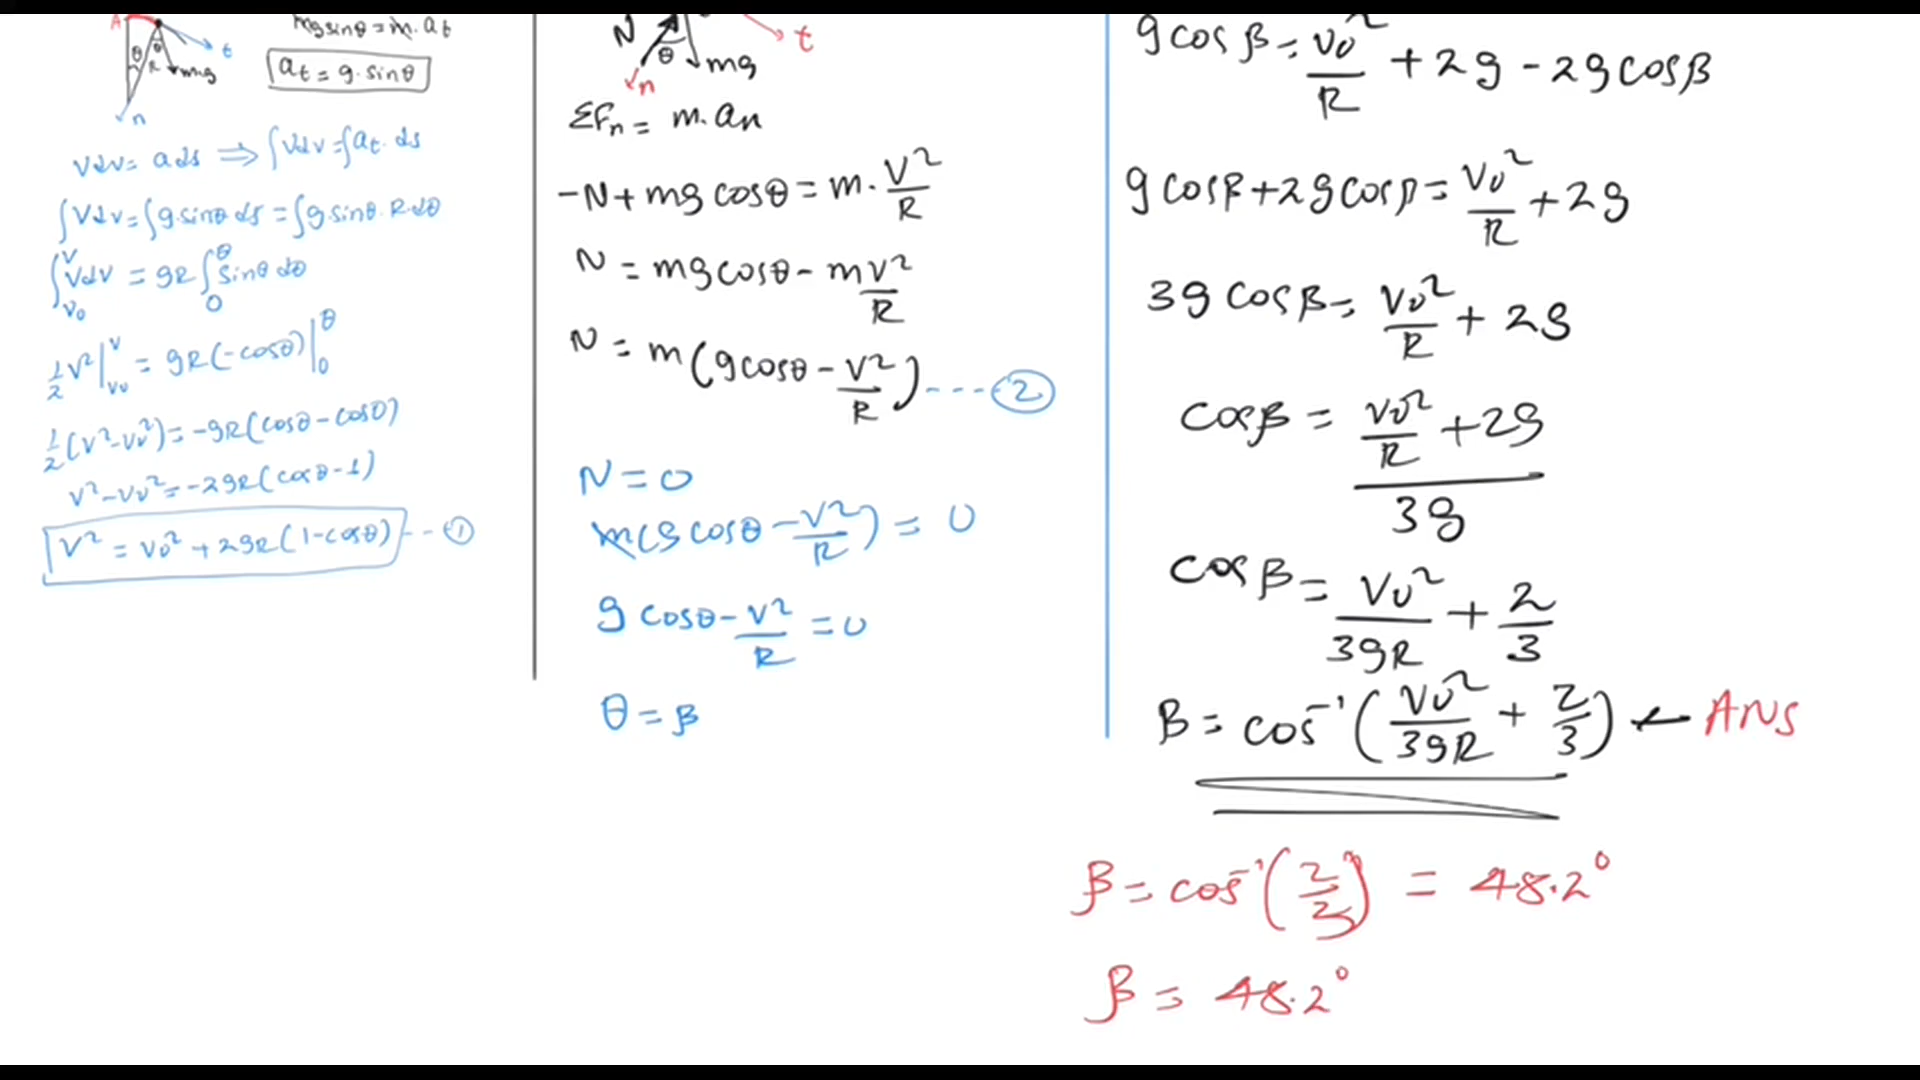 A
θ
θ
R
mg
t
n
mg sinθ = m·at
at = g·sinθ
Vdv = a ds ⇒ ∫Vdv = ∫at·ds
∫Vdv = ∫g·sinθ ds = ∫g sinθ·R·dθ
∫_{V0}^{V} Vdv = gR ∫_{0}^{θ} sinθ dθ
1/2 V² |_{V0}^{V} = gR(-cosθ) |_{0}^{θ}
1/2 (V² - V0²) = -gR(cosθ - cos0)
V² - V0² = -2gR(cosθ - 1)
V² = V0² + 2gR(1 - cosθ) --- ①
N
θ
mg
n
t
ΣFn = m·an
-N + mg cosθ = m·V²/R
N = mg cosθ - mV²/R
N = m(g cosθ - V²/R) ---- ②
N = 0
m(g cosθ - V²/R) = 0
g cosθ - V²/R = 0
θ = β
g cosβ = V0²/R + 2g - 2g cosβ
g cosβ + 2g cosβ = V0²/R + 2g
3g cosβ = V0²/R + 2g
cosβ = (V0²/R + 2g)/3g
cosβ = V0²/3gR + 2/3
β = cos⁻¹(V0²/3gR + 2/3) ← Ans
β = cos⁻¹(2/3) = 48.2°
β = 48.2°